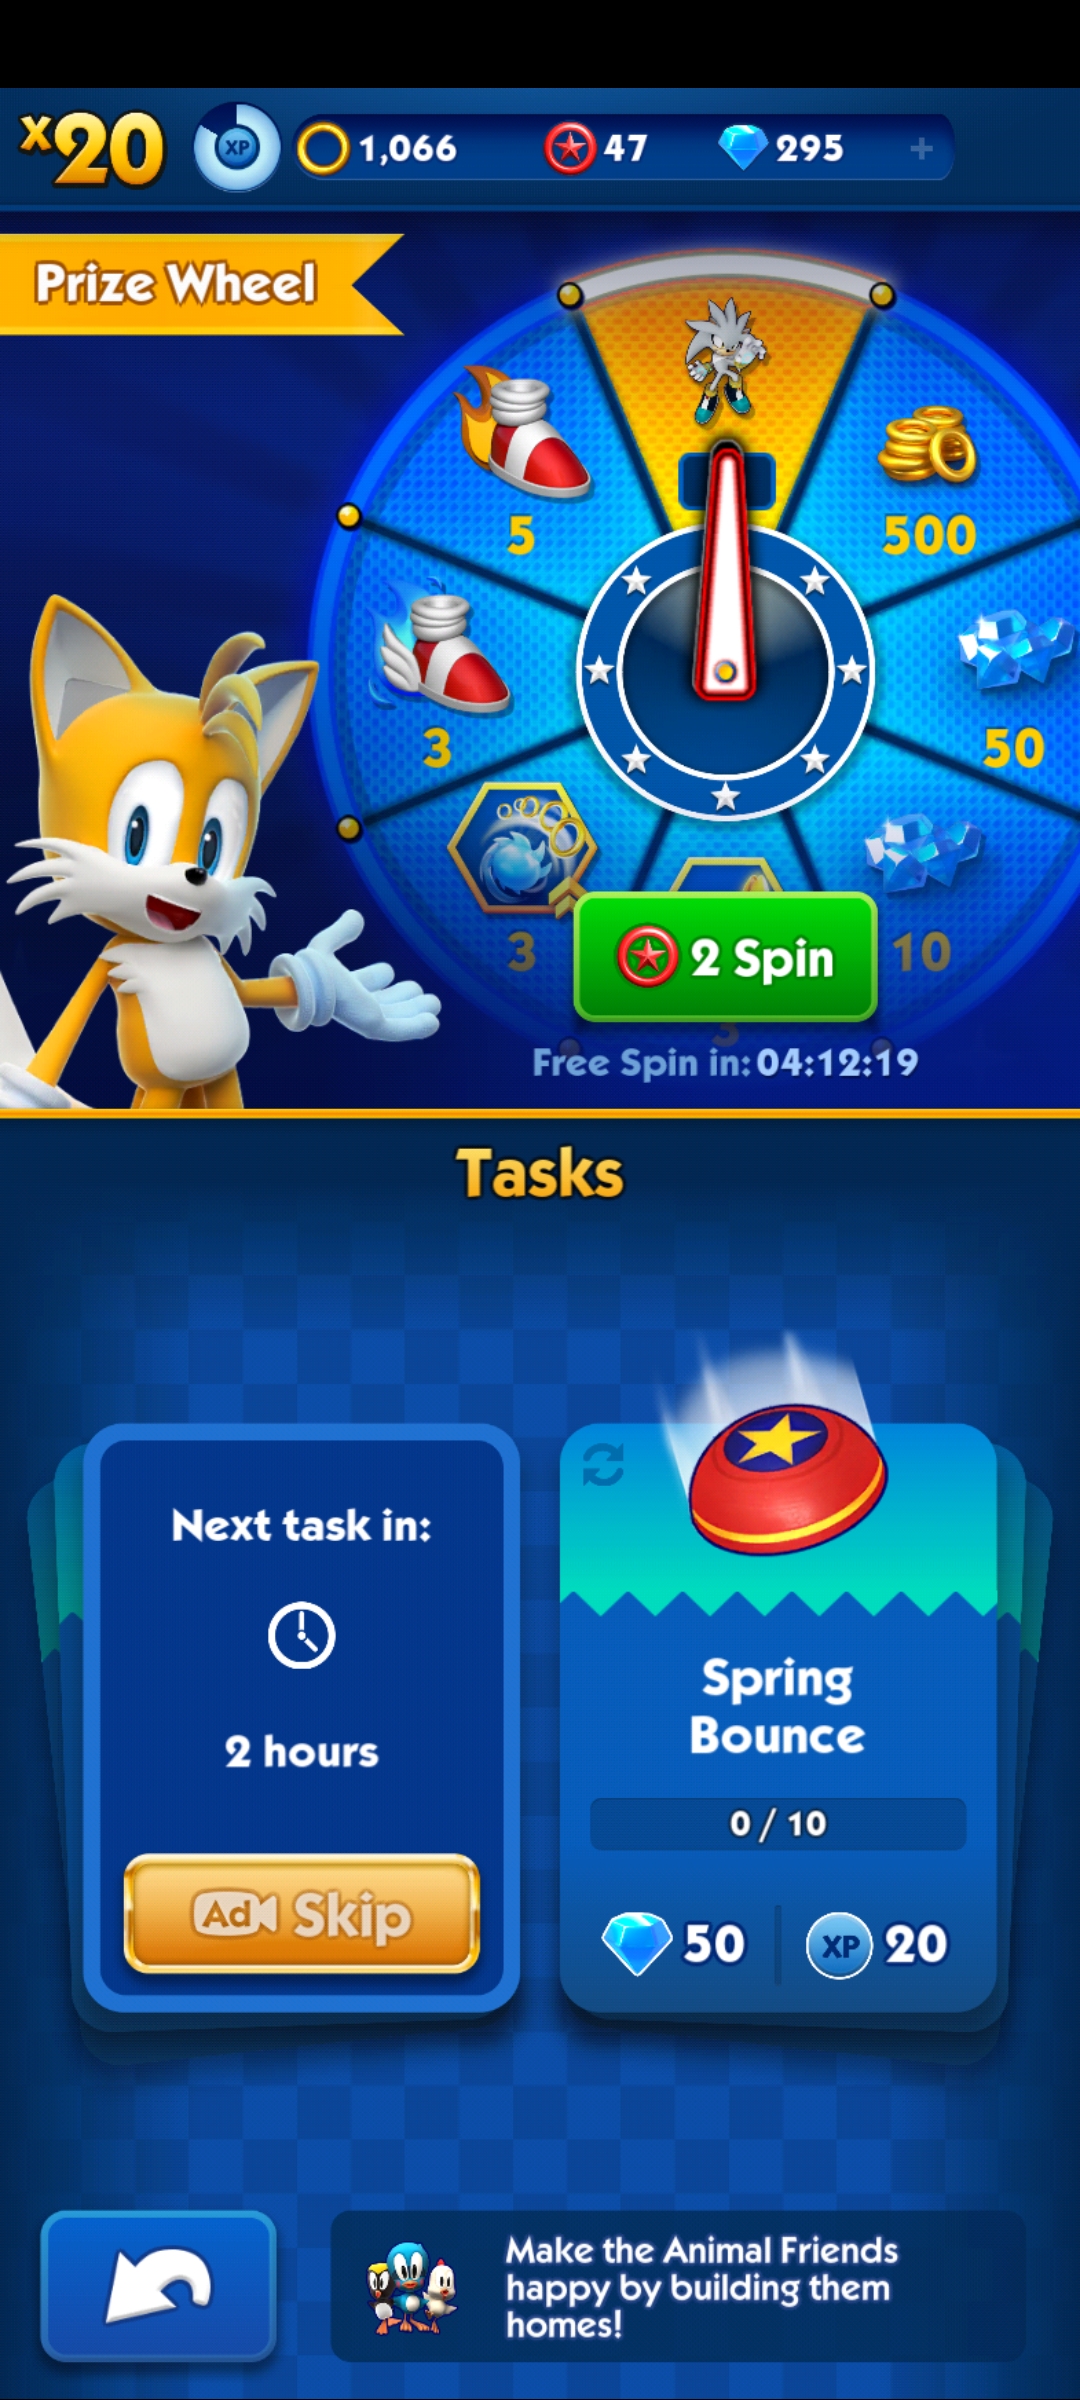 x20
XP
1,066
47
295
+
Prize Wheel
5
500
3
50
3
10
2 Spin
3
Free Spin in: 04:12:19
Tasks
Next task in:
2 hours
Ad Skip
Spring
Bounce
0 / 10
50
XP 20
Make the Animal Friends
happy by building them
homes!